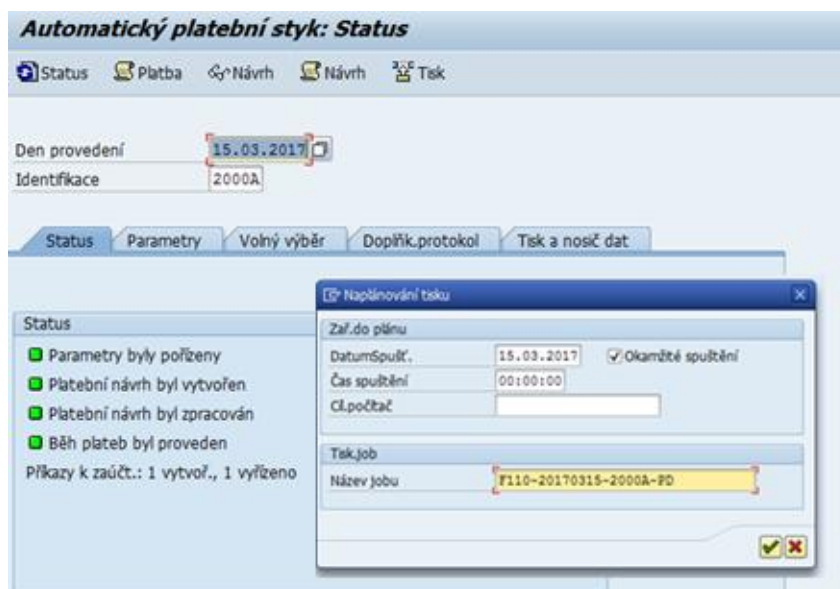 Automatický platební styk: Status
Status Platba Návrh Návrh Tisk
Den provedení 15.03.2017
Identifikace 2000A
Status Parametry Volný výběr Doplňk.protokol Tisk a nosič dat
Status
Parametry byly pořízeny
Platební návrh byl vytvořen
Platební návrh byl zpracován
Běh plateb byl proveden
Příkazy k zaúčt.: 1 vytvoř., 1 vyřízeno
Naplánování tisku
Zař.do plánu
DatumSpušť. 15.03.2017 Okamžité spuštění
Čas spuštění 00:00:00
Cíl.počítač
Tisk.job
Název jobu F110-20170315-2000A-PD